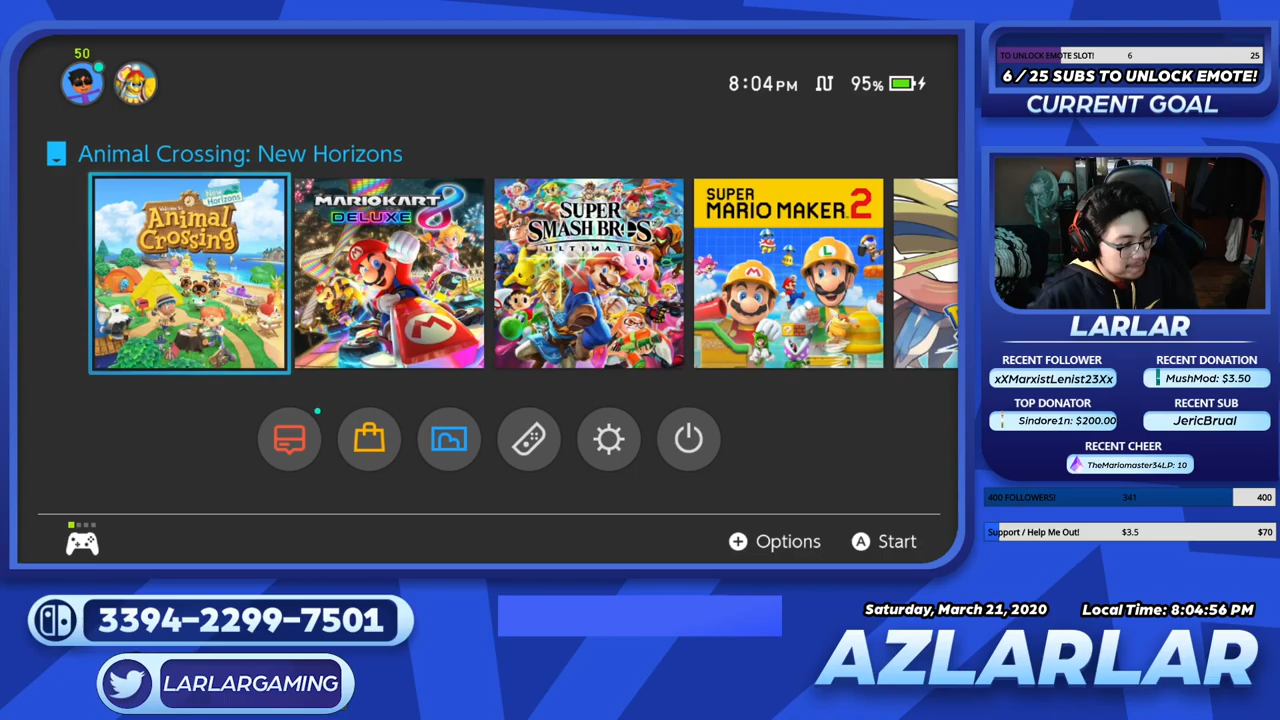 50
8:04PM
95%
Animal Crossing: New Horizons
Welcome to
New Horizons
Animal Crossing
MARIOKART 8
DELUXE
SUPER
SMASH BROS.
ULTIMATE
SUPER
MARIO MAKER 2
Options
A Start
3394-2299-7501
LARLARGAMING
TO UNLOCK EMOTE SLOT! 6 25
6 / 25 SUBS TO UNLOCK EMOTE!
CURRENT GOAL
LARLAR
RECENT FOLLOWER
xXMarxistLenist23Xx
RECENT DONATION
MushMod: $3.50
TOP DONATOR
Sindore1n: $200.00
RECENT SUB
JericBrual
RECENT CHEER
TheMariomaster34LP: 10
400 FOLLOWERS! 341 400
Support / Help Me Out! $3.5 $70
Saturday, March 21, 2020
Local Time: 8:04:56 PM
AZLARLAR